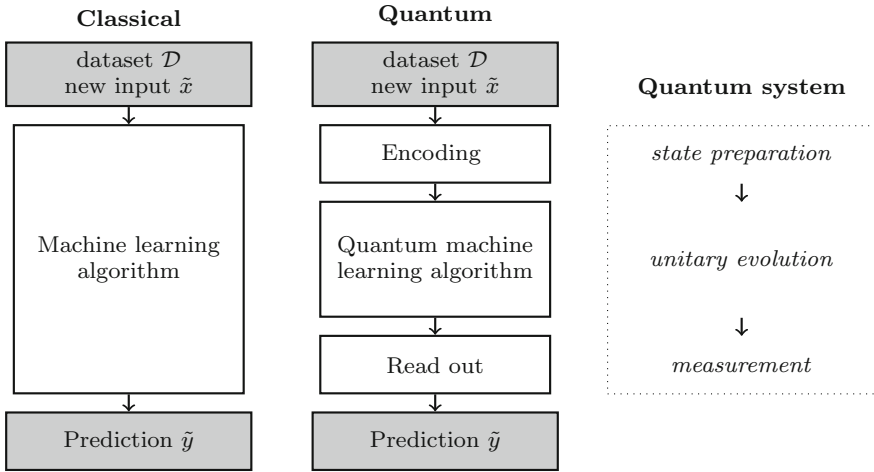 Classical
dataset 𝒟
new input x̃
Machine learning
algorithm
Prediction ỹ
Quantum
dataset 𝒟
new input x̃
Encoding
Quantum machine
learning algorithm
Read out
Prediction ỹ
Quantum system
state preparation
unitary evolution
measurement